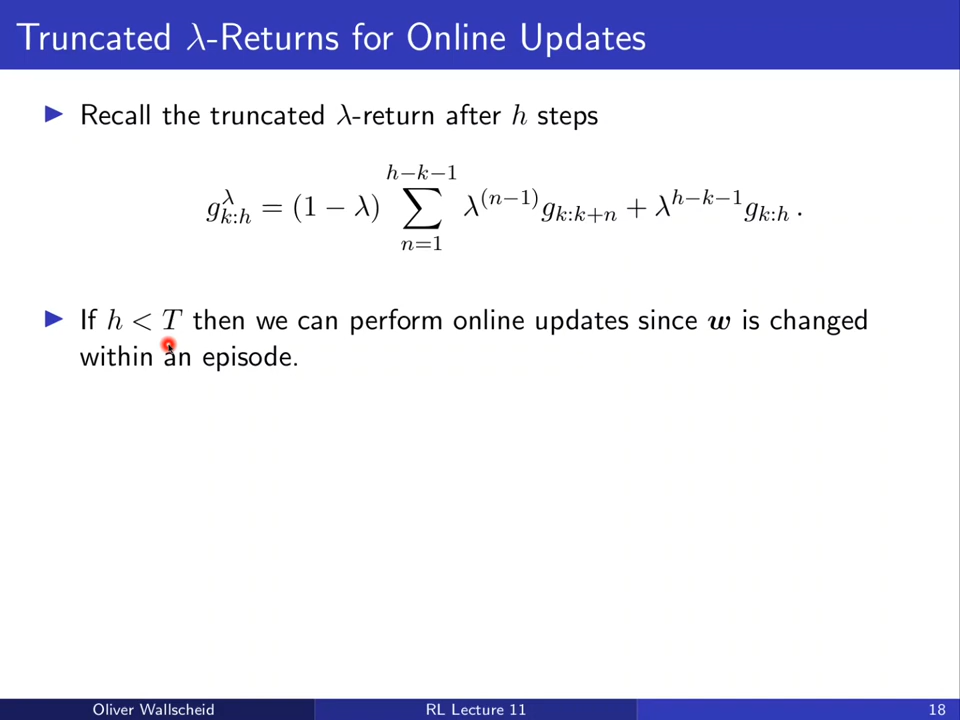 Truncated λ-Returns for Online Updates
Recall the truncated λ-return after h steps
g^λ_{k:h} = (1 − λ) ∑_{n=1}^{h−k−1} λ^{(n−1)} g_{k:k+n} + λ^{h−k−1} g_{k:h} .
If h < T then we can perform online updates since w is changed
within an episode.
Oliver Wallscheid
RL Lecture 11
18